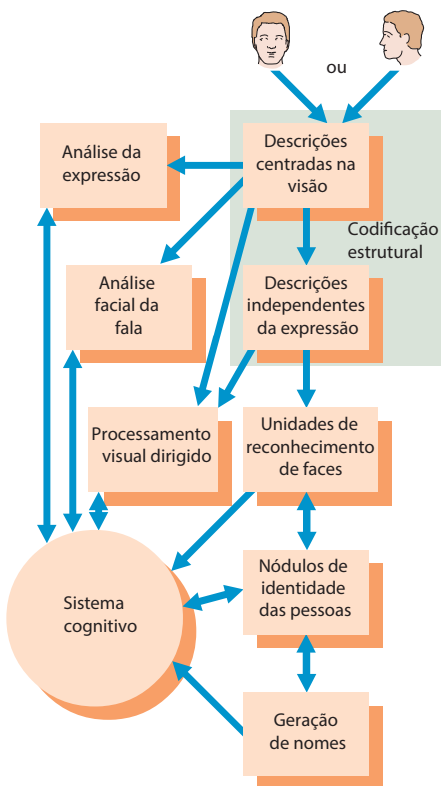 ou
Análise da
expressão
Descrições
centradas na
visão
Codificação
estrutural
Análise
facial da
fala
Descrições
independentes
da expressão
Processamento
visual dirigido
Unidades de
reconhecimento
de faces
Sistema
cognitivo
Nódulos de
identidade
das pessoas
Geração
de nomes